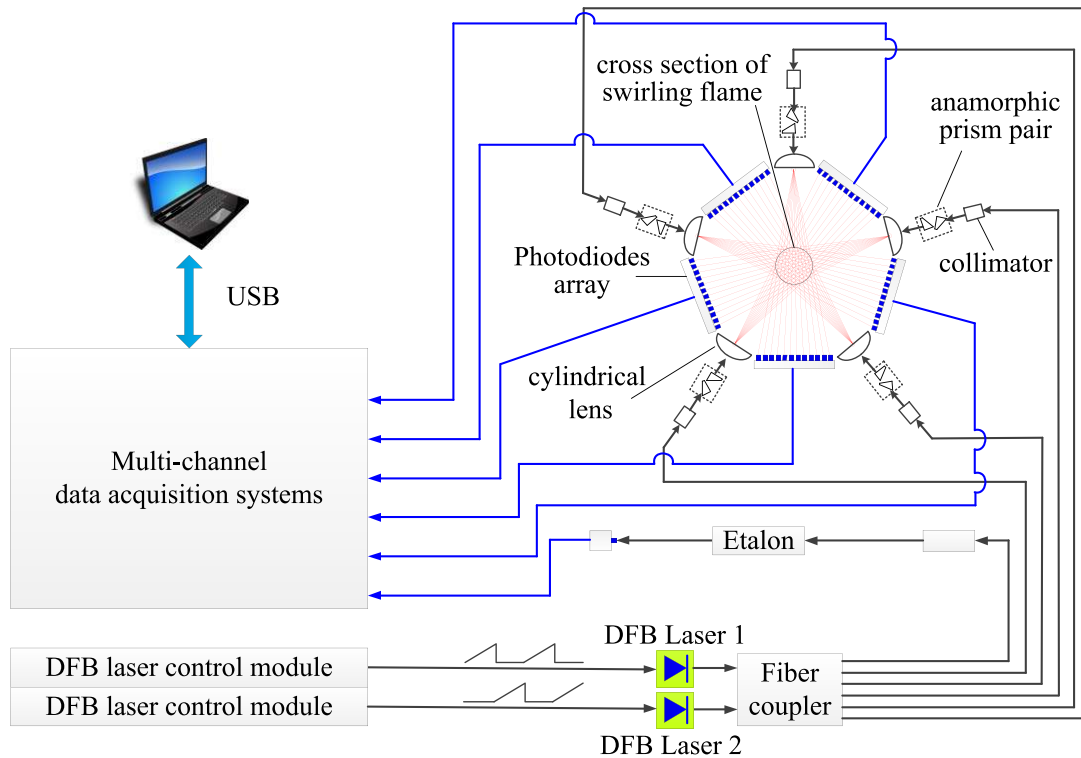 cross section of
swirling flame
anamorphic
prism pair
collimator
Photodiodes
array
cylindrical
lens
USB
Multi-channel
data acquisition systems
Etalon
DFB laser control module
DFB laser control module
DFB Laser 1
DFB Laser 2
Fiber
coupler